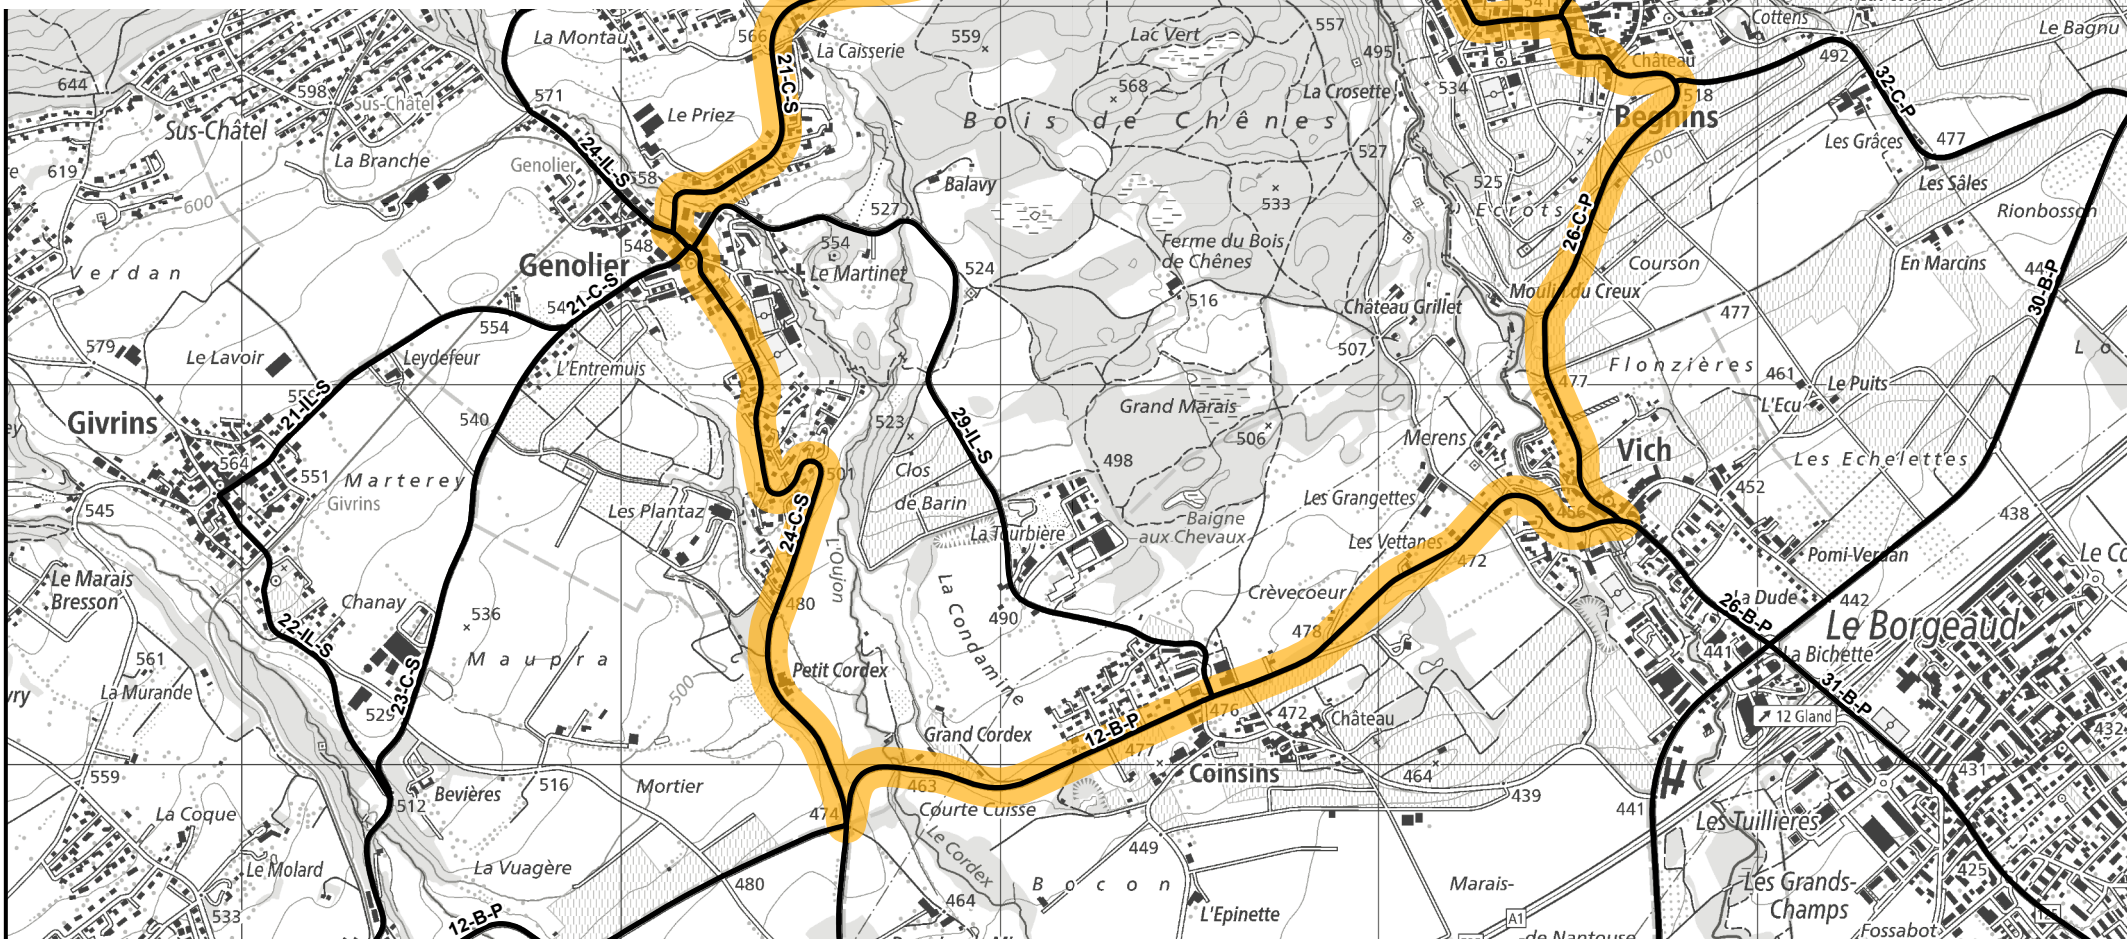 La Montau
566
La Caisserie
559
Lac Vert
557
495
Cottens
Le Bagnu
492
Château
644
598
Sus-Châtel
571
21-C-S
568
La Crosette
534
518
32-C-P
Sus-Châtel
La Branche
Le Priez
Bois de Chênes
Begnins
Les Grâces
477
24-IL-S
Genolier
558
527
500
619
600
Balavy
533
525
Ecrots
Les Sâles
Rionbosson
527
548
554
26-C-P
Verdan
Genolier
Le Martinet
524
Ferme du Bois
de Chênes
Courson
En Marcins
21-C-S
516
Château Grillet
Moulin du Creux
30-B-P
554
477
579
Le Lavoir
Leydefeur
L'Entremuis
507
Flonzières
477
461
Le Puits
L'Ecu
21-IL-S
Givrins
540
523
29-IL-S
Grand Marais
506
Merens
Vich
564
551
Marterey
Givrins
501
Clos
de Barin
498
Les Echelettes
452
545
Les Plantaz
24-C-S
Les Grangettes
456
438
La Tourbière
Baigne
aux Chevaux
Les Vettanes
472
Pomi-Verdan
Le Marais
Bresson
Chanay
536
480
L'Oujon
La Condamine
490
Crèvecoeur
La Dude
442
22-IL-S
478
26-B-P
Le Borgeaud
561
Maupra
500
Petit Cordex
441
La Bichette
La Murande
23C-S
529
476
472
Château
31-B-P
12 Gland
Grand Cordex
12-B-P
477
432
559
Bevières
516
Mortier
463
Coinsins
464
431
512
474
Courte Cuisse
439
441
La Coque
Les Tuillières
Le Molard
La Vuagère
480
Le Cordex
449
Bocon
Marais-
425
Les Grands-
Champs
533
12-B-P
464
L'Epinette
A1
Fossabot
-de Nantouse